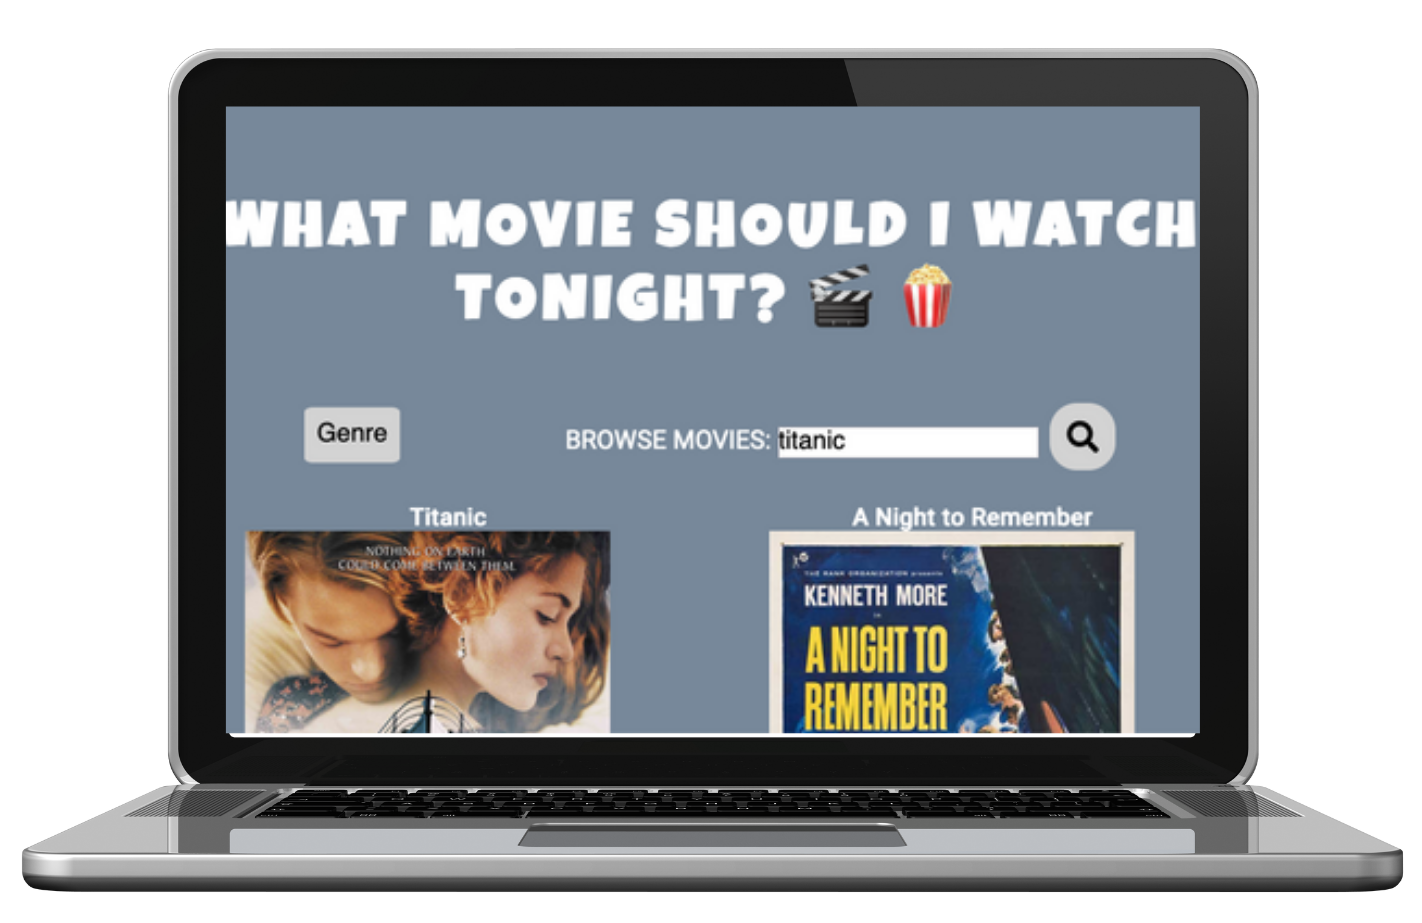 WHAT MOVIE SHOULD I WATCH
TONIGHT? 🎬 🍿
Genre
BROWSE MOVIES: titanic
Titanic
NOTHING ON EARTH
COULD COME BETWEEN THEM.
A Night to Remember
THE RANK ORGANIZATION presents
KENNETH MORE
in
A NIGHT TO
REMEMBER